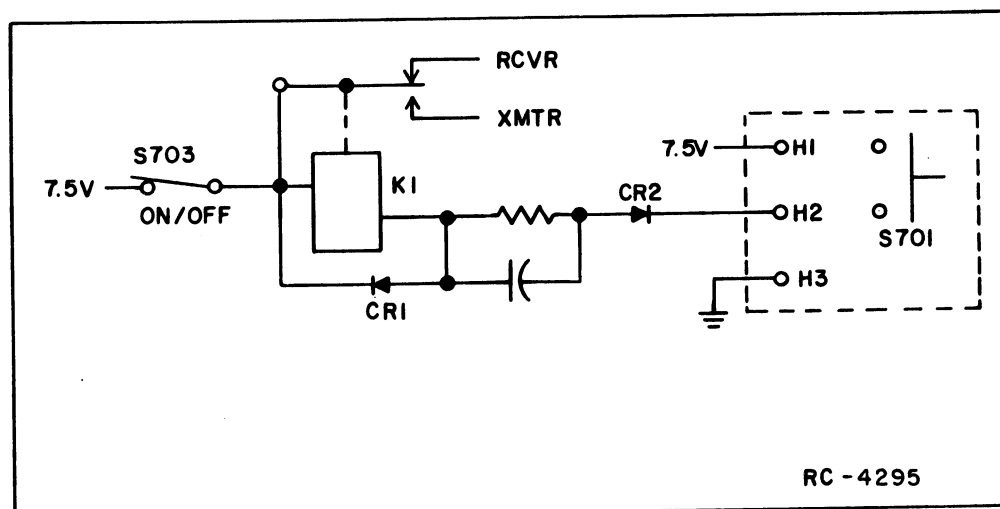 RCVR
XMTR
S703
7.5V
ON/OFF
K1
CR1
CR2
7.5V
H1
H2
S701
H3
RC-4295